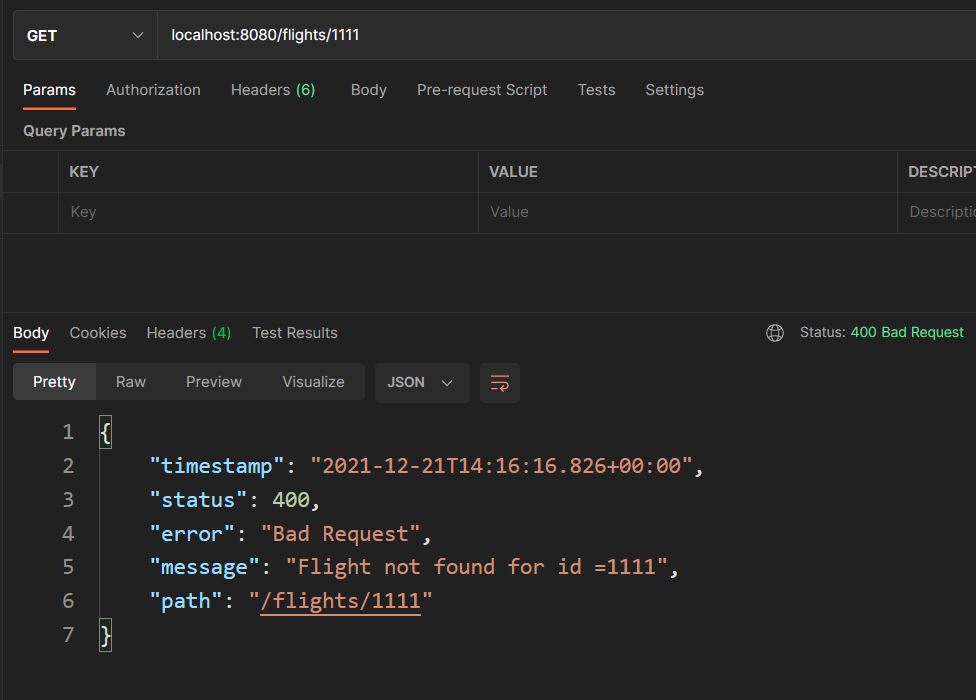 GET localhost:8080/flights/1111
Params Authorization Headers (6) Body Pre-request Script Tests Settings
Query Params
KEY VALUE DESCRIPT
Key Value Descriptio
Body Cookies Headers (4) Test Results Status: 400 Bad Request
Pretty Raw Preview Visualize JSON
1 {
2 "timestamp": "2021-12-21T14:16:16.826+00:00",
3 "status": 400,
4 "error": "Bad Request",
5 "message": "Flight not found for id =1111",
6 "path": "/flights/1111"
7 }